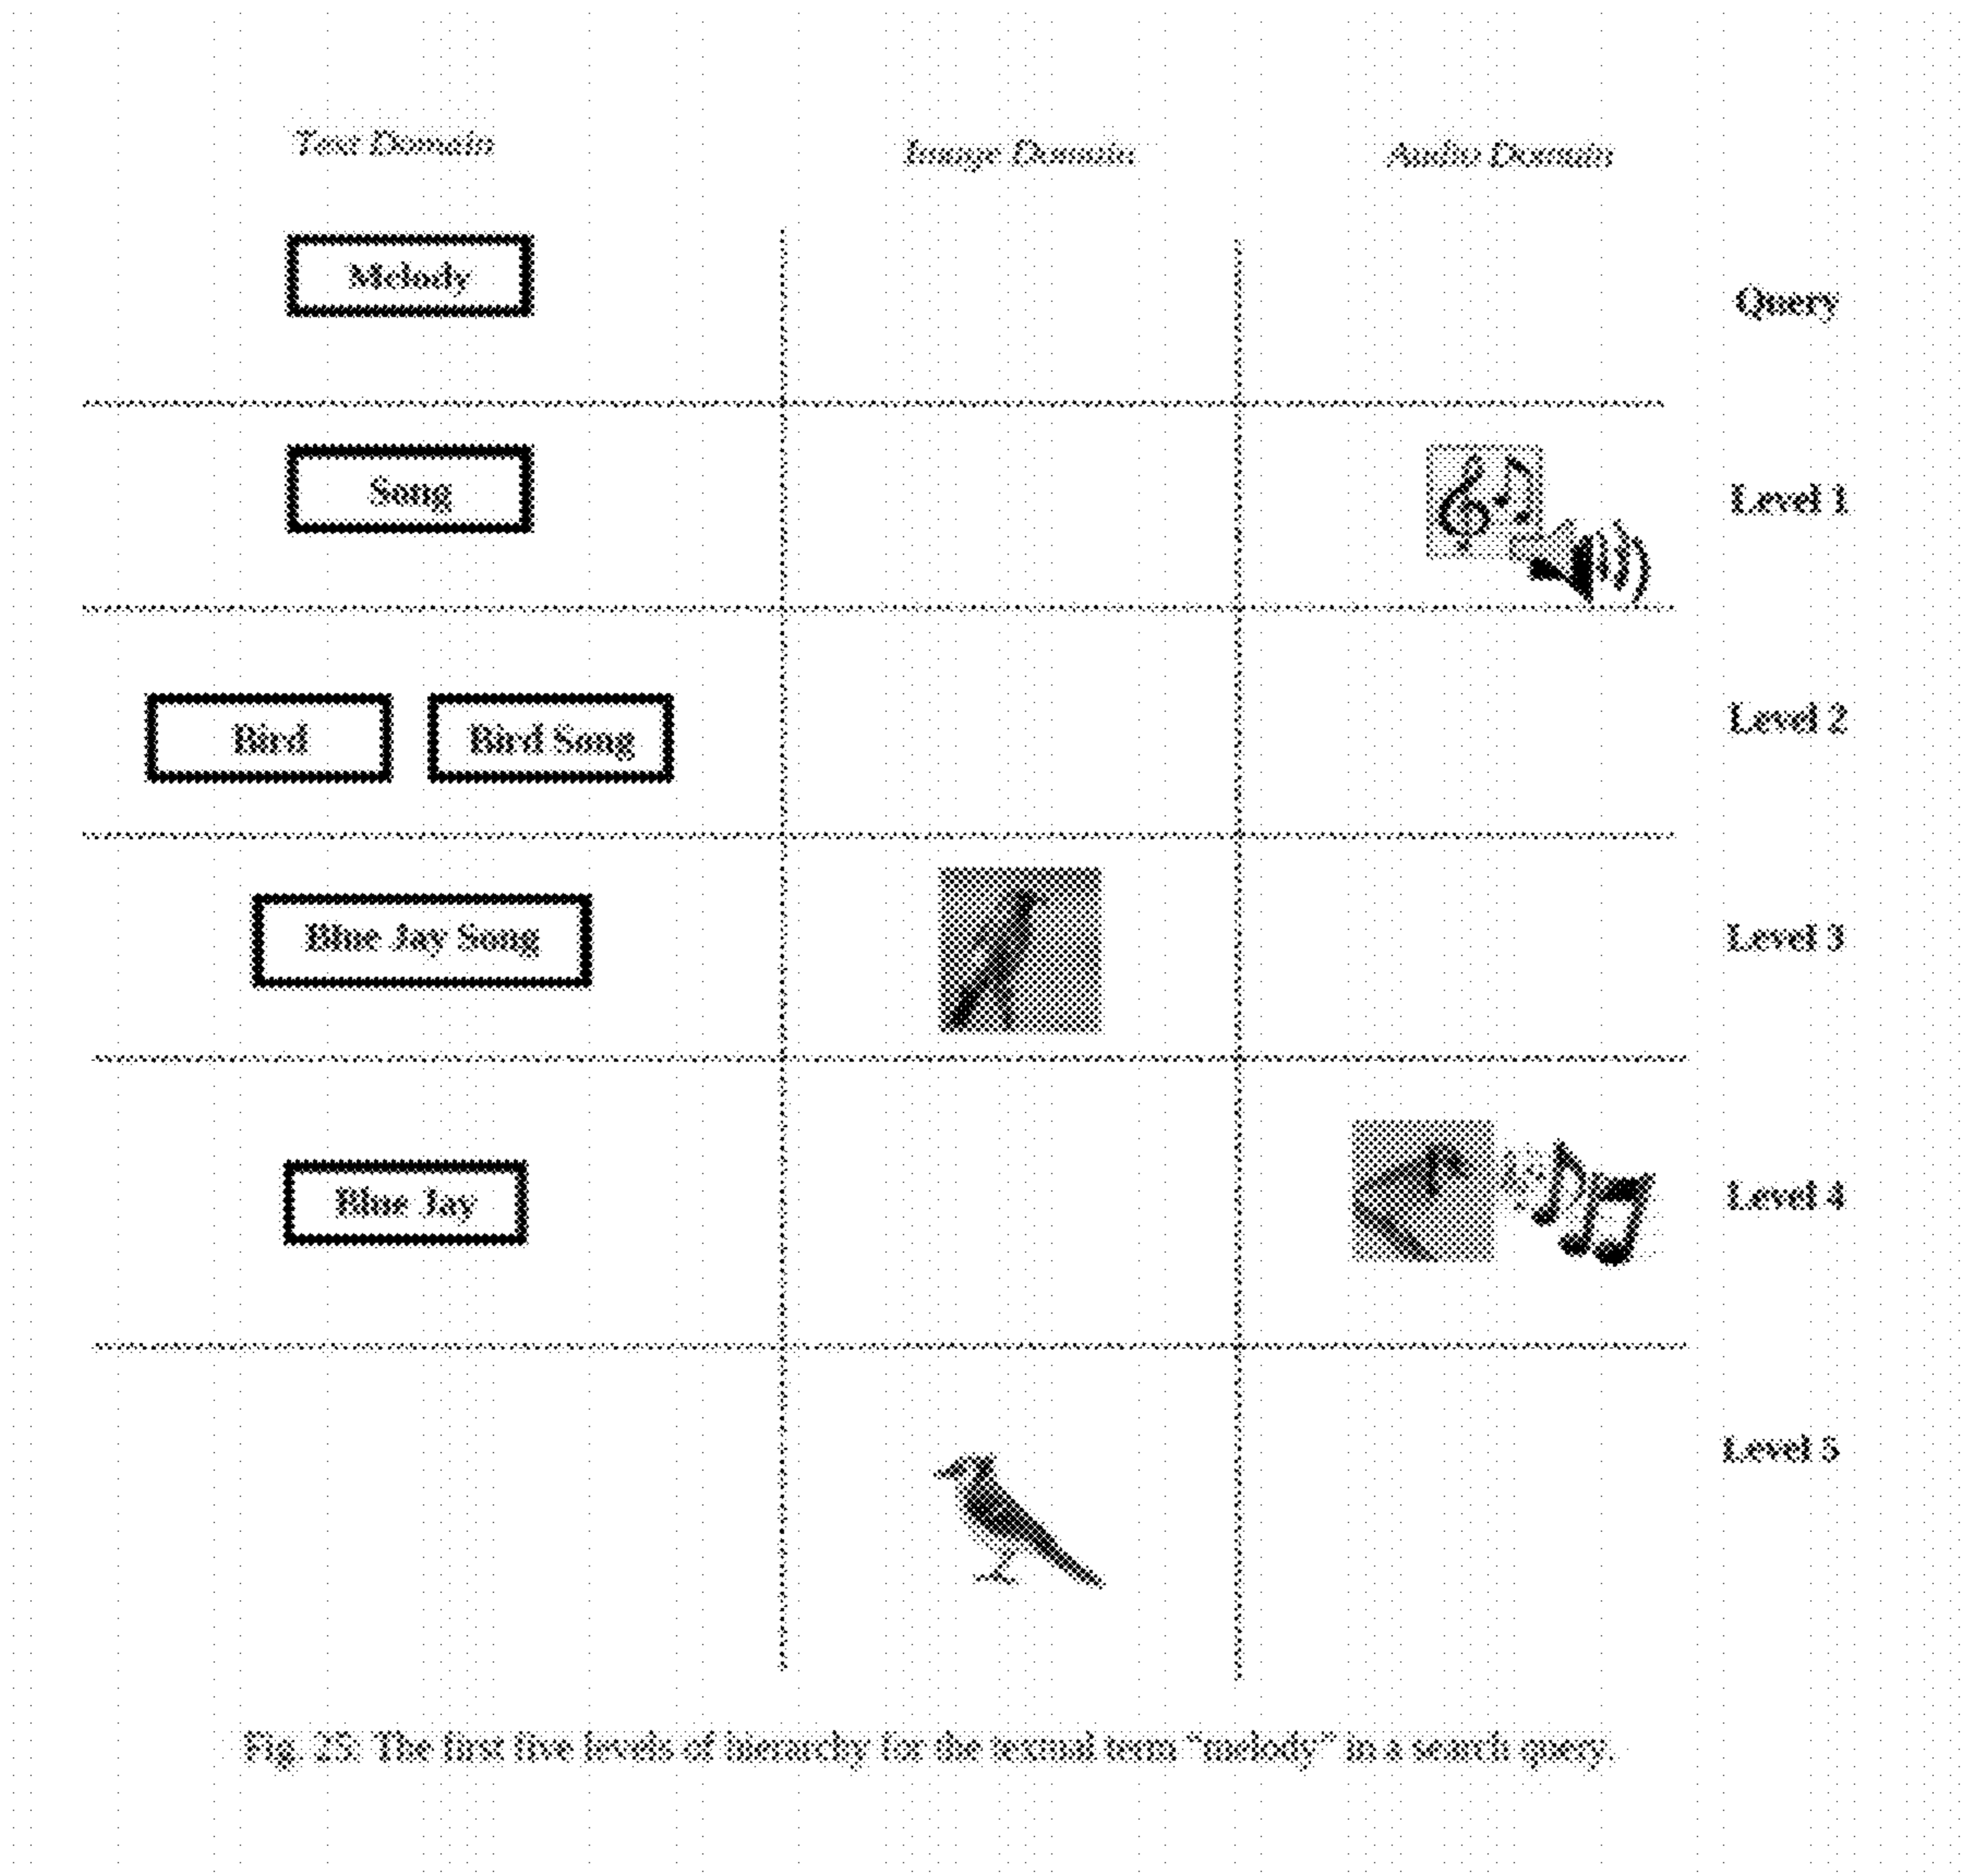 Text Domain
Image Domain
Audio Domain
Melody
Query
Song
Level 1
Bird
Bird Song
Level 2
Blue Jay Song
Level 3
Blue Jay
Level 4
Level 5
Fig. 25: The first five levels of hierarchy for the textual term "melody" in a search query.